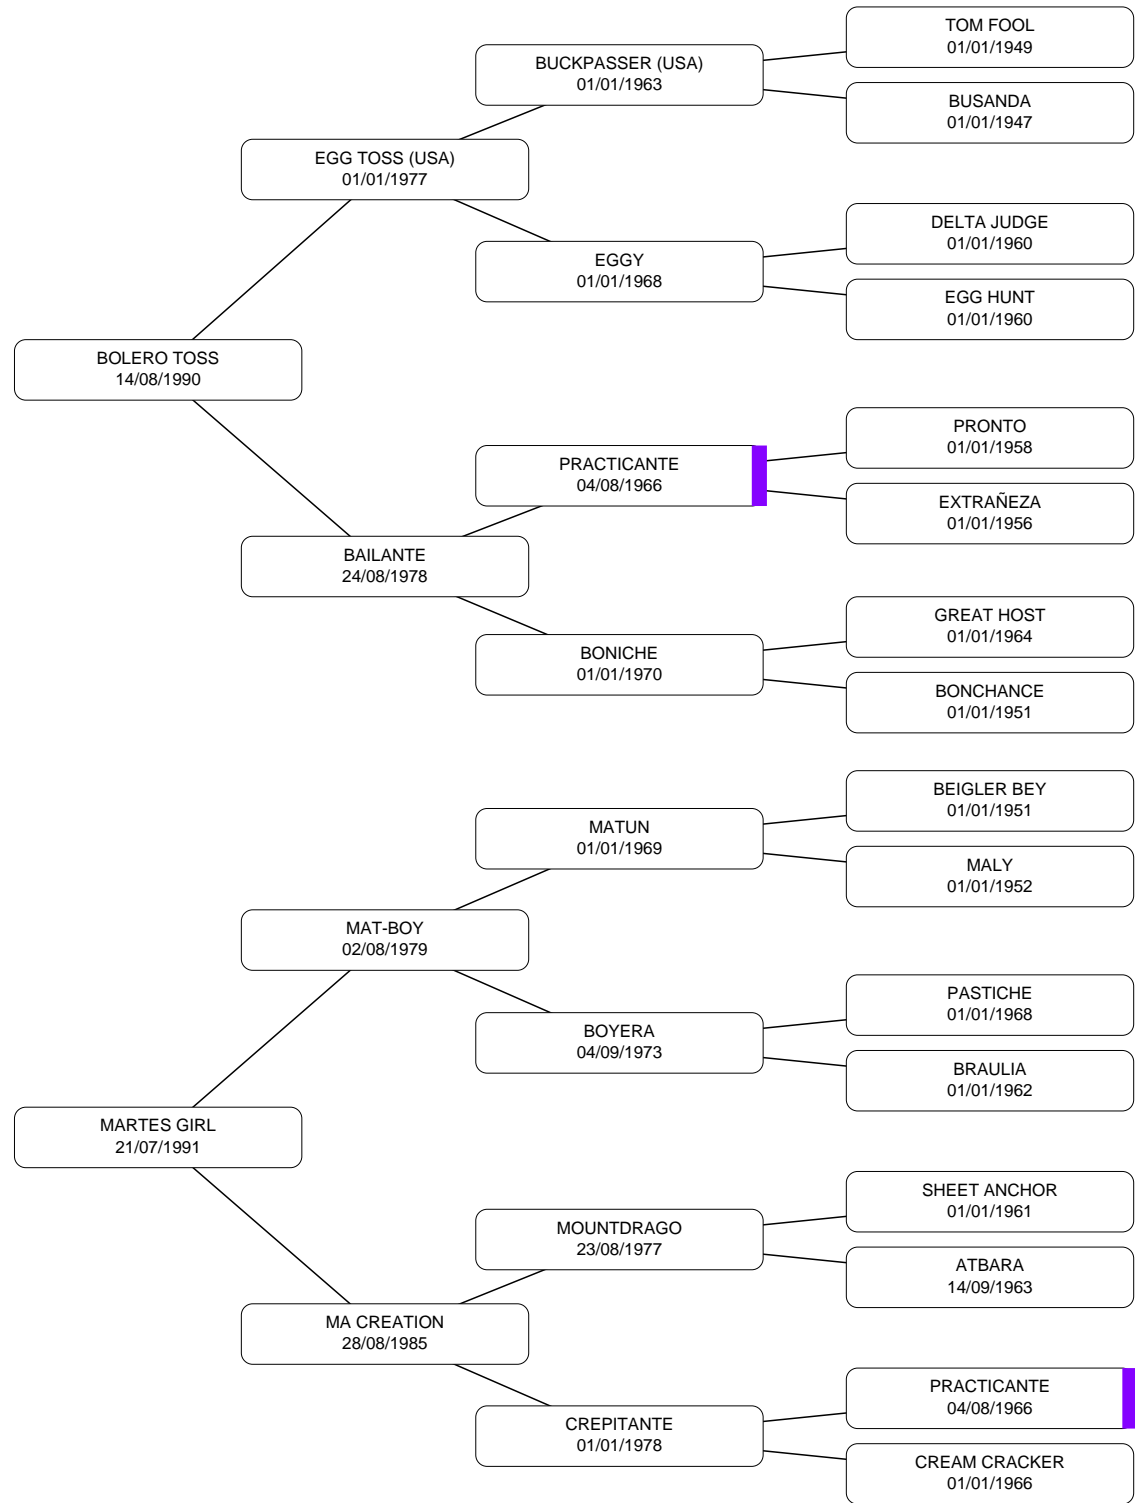 TOM FOOL
01/01/1949
BUCKPASSER (USA)
01/01/1963
BUSANDA
01/01/1947
EGG TOSS (USA)
01/01/1977
DELTA JUDGE
01/01/1960
EGGY
01/01/1968
EGG HUNT
01/01/1960
BOLERO TOSS
14/08/1990
PRONTO
01/01/1958
PRACTICANTE
04/08/1966
EXTRAÑEZA
01/01/1956
BAILANTE
24/08/1978
GREAT HOST
01/01/1964
BONICHE
01/01/1970
BONCHANCE
01/01/1951
BEIGLER BEY
01/01/1951
MATUN
01/01/1969
MALY
01/01/1952
MAT-BOY
02/08/1979
PASTICHE
01/01/1968
BOYERA
04/09/1973
BRAULIA
01/01/1962
MARTES GIRL
21/07/1991
SHEET ANCHOR
01/01/1961
MOUNTDRAGO
23/08/1977
ATBARA
14/09/1963
MA CREATION
28/08/1985
PRACTICANTE
04/08/1966
CREPITANTE
01/01/1978
CREAM CRACKER
01/01/1966